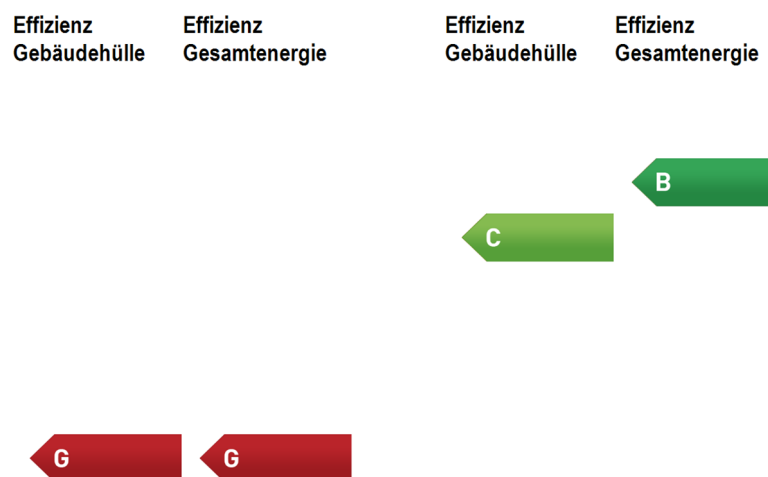 Effizienz
Gebäudehülle
Effizienz
Gesamtenergie
Effizienz
Gebäudehülle
Effizienz
Gesamtenergie
B
C
G
G